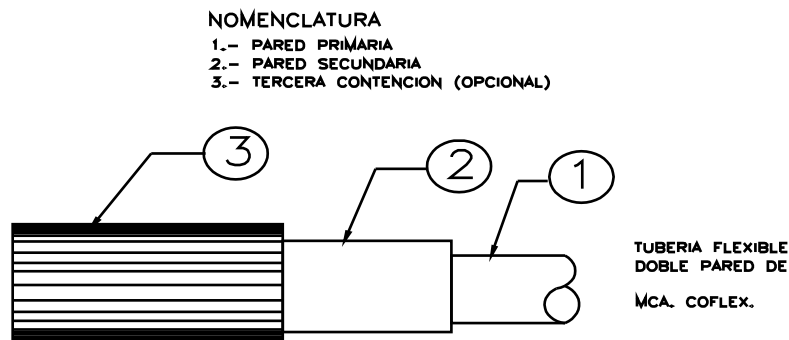 NOMENCLATURA
1.- PARED PRIMARIA
2.- PARED SECUNDARIA
3.- TERCERA CONTENCION (OPCIONAL)
3
2
1
TUBERIA FLEXIBLE
DOBLE PARED DE
MCA. COFLEX.